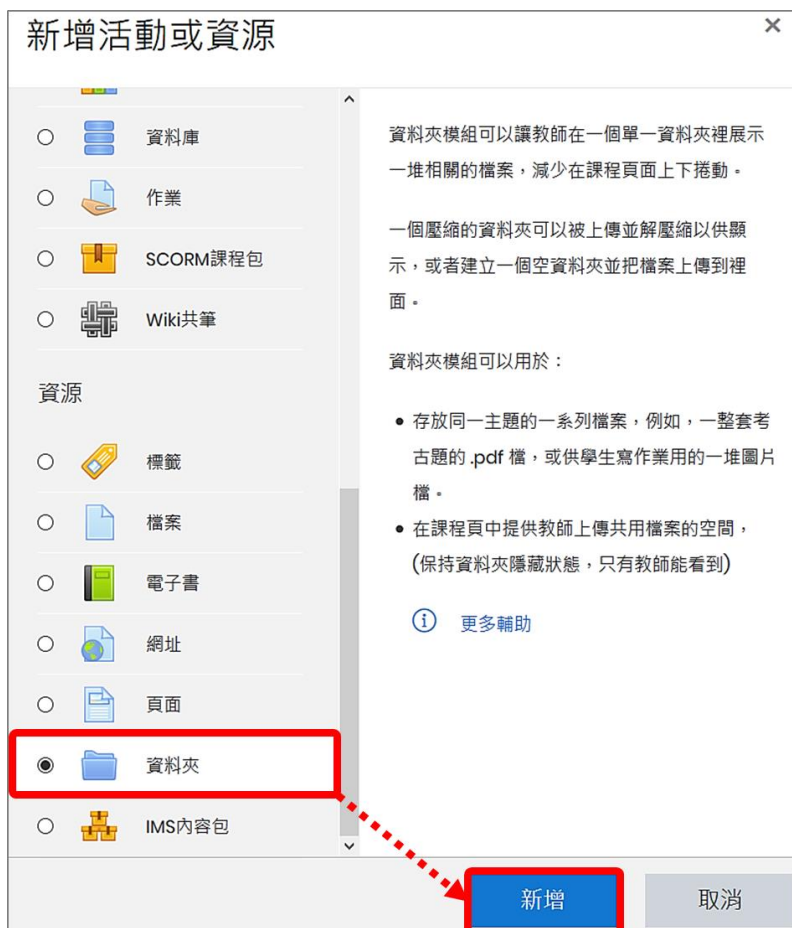 新增活動或資源
×
資料庫
作業
SCORM課程包
Wiki共筆
資源
標籤
檔案
電子書
網址
頁面
資料夾
IMS內容包
資料夾模組可以讓教師在一個單一資料夾裡展示
一堆相關的檔案，減少在課程頁面上下捲動。
一個壓縮的資料夾可以被上傳並解壓縮以供顯
示，或者建立一個空資料夾並把檔案上傳到裡
面。
資料夾模組可以用於：
• 存放同一主題的一系列檔案，例如，一整套考
古題的 .pdf 檔，或供學生寫作業用的一堆圖片
檔。
• 在課程頁中提供教師上傳共用檔案的空間，
(保持資料夾隱藏狀態，只有教師能看到)
更多輔助
新增
取消